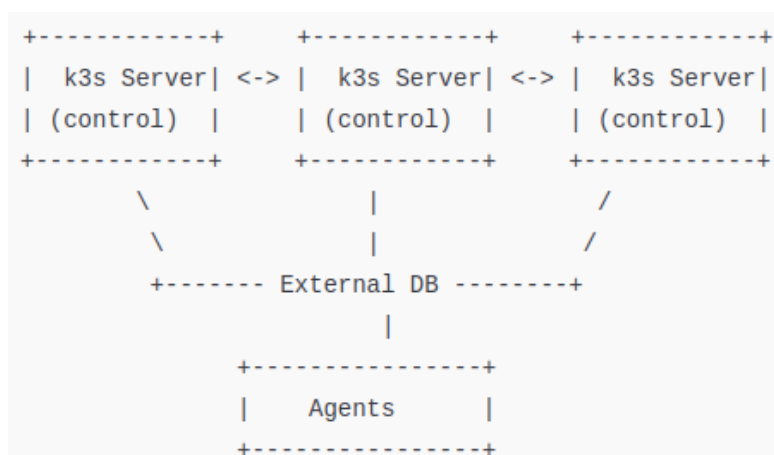 +------------+     +------------+     +------------+
|  k3s Server| <-> |  k3s Server| <-> |  k3s Server|
| (control)  |     | (control)  |     | (control)  |
+------------+     +------------+     +------------+
        \               |               /
         \              |              /
         +------- External DB --------+
                         |
               +----------------+
               |    Agents      |
               +----------------+